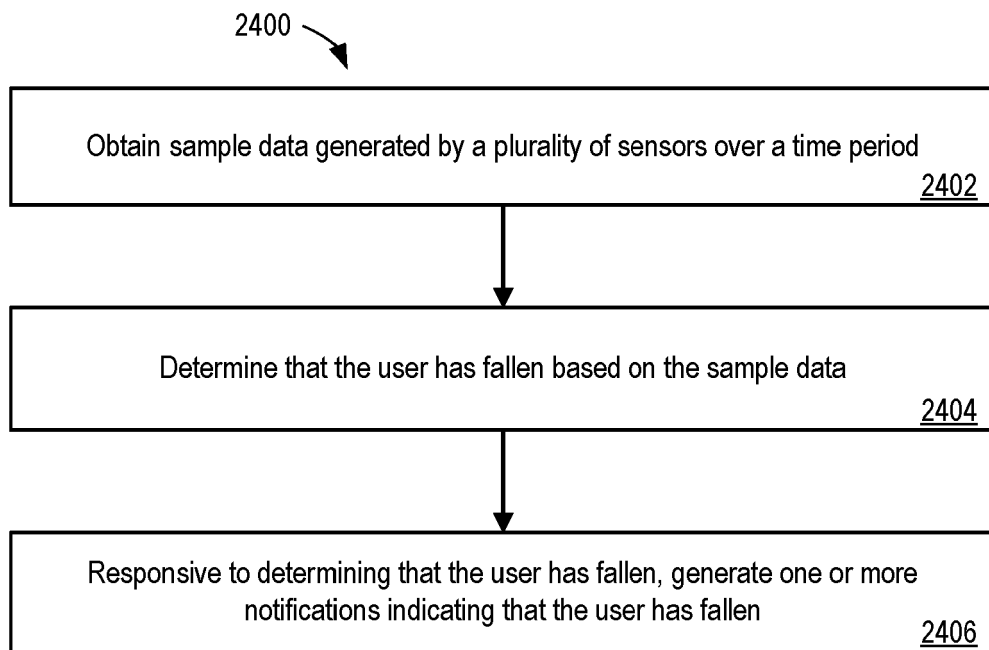 2400
Obtain sample data generated by a plurality of sensors over a time period
2402
Determine that the user has fallen based on the sample data
2404
Responsive to determining that the user has fallen, generate one or more
notifications indicating that the user has fallen
2406